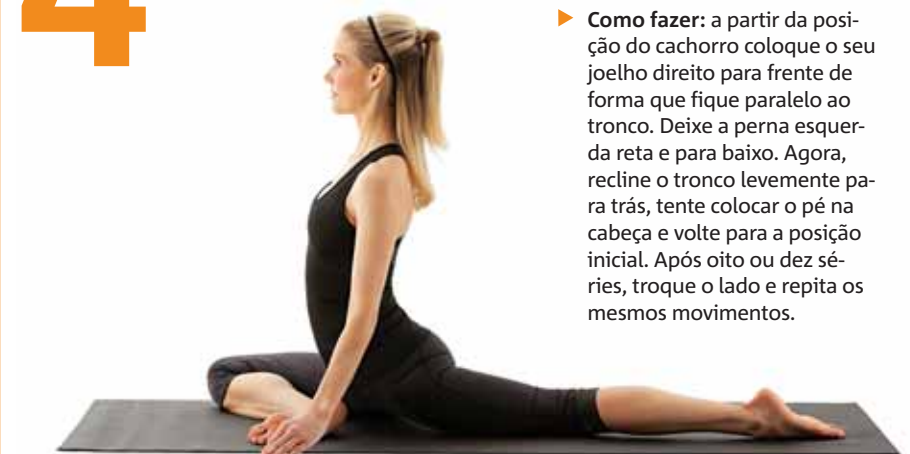 4
Como fazer: a partir da posi-
ção do cachorro coloque o seu
joelho direito para frente de
forma que fique paralelo ao
tronco. Deixe a perna esquer-
da reta e para baixo. Agora,
recline o tronco levemente pa-
ra trás, tente colocar o pé na
cabeça e volte para a posição
inicial. Após oito ou dez sé-
ries, troque o lado e repita os
mesmos movimentos.